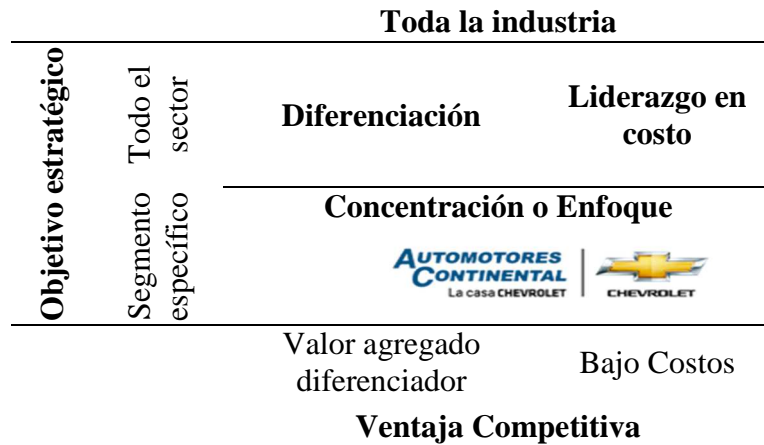 Toda la industria
Objetivo estratégico
Todo el
sector
Diferenciación
Liderazgo en
costo
Segmento
específico
Concentración o Enfoque
AUTOMOTORES
CONTINENTAL
La casa CHEVROLET
CHEVROLET
Valor agregado
diferenciador
Bajo Costos
Ventaja Competitiva